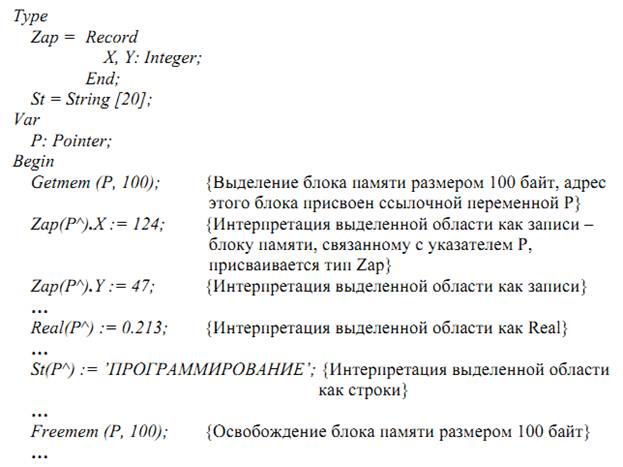 Type
Zap = Record
X, Y: Integer;
End;
St = String [20];
Var
P: Pointer;
Begin
Getmem (P, 100); {Выделение блока памяти размером 100 байт, адрес
этого блока присвоен ссылочной переменной P}
Zap(P^).X := 124; {Интерпретация выделенной области как записи –
блоку памяти, связанному с указателем P,
присваивается тип Zap}
Zap(P^).Y := 47; {Интерпретация выделенной области как записи}
...
Real(P^) := 0.213; {Интерпретация выделенной области как Real}
...
St(P^) := ’ПРОГРАММИРОВАНИЕ’; {Интерпретация выделенной области
как строки}
...
Freemem (P, 100); {Освобождение блока памяти размером 100 байт}
...